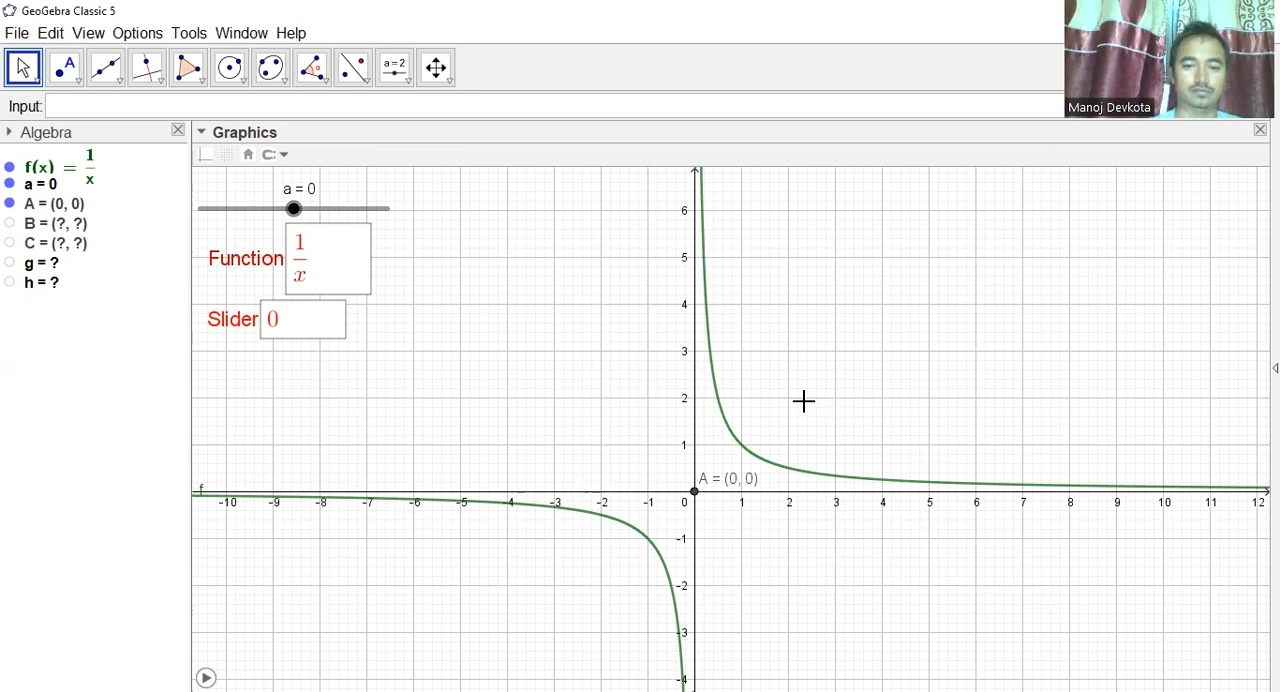 GeoGebra Classic 5
File Edit View Options Tools Window Help
A
a = 2
Input:
Manoj Devkota
Algebra
Graphics
f(x) = 1/x
a = 0
A = (0, 0)
B = (?, ?)
C = (?, ?)
g = ?
h = ?
a = 0
Function 1/x
Slider 0
6
5
4
3
2
1
A = (0, 0)
f
-10 -9 -8 -7 -6 -5 -4 -3 -2 -1 0 1 2 3 4 5 6 7 8 9 10 11 12
-1
-2
-3
-4